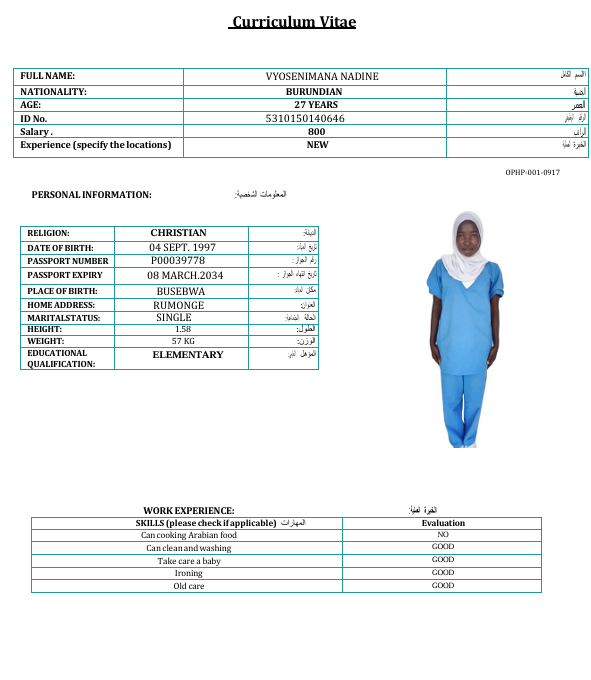 Curriculum Vitae
FULL NAME: VYOSENIMANA NADINE الاسم الكامل
NATIONALITY: BURUNDIAN الجنسية
AGE: 27 YEARS العمر
ID No. 5310150140646
Salary . 800 الراتب
Experience (specify the locations) NEW الخبرة العملية
OPHP-001-0917
PERSONAL INFORMATION: المعلومات الشخصية:
RELIGION: CHRISTIAN الديانة:
DATE OF BIRTH: 04 SEPT. 1997 تاريخ الميلاد:
PASSPORT NUMBER P00039778 رقم الجواز :
PASSPORT EXPIRY 08 MARCH.2034 تاريخ انتهاء الجواز :
PLACE OF BIRTH: BUSEBWA مكان الميلاد:
HOME ADDRESS: RUMONGE العنوان:
MARITALSTATUS: SINGLE الحالة الاجتماعية:
HEIGHT: 1.58 الطول:
WEIGHT: 57 KG الوزن:
EDUCATIONAL QUALIFICATION: ELEMENTARY المؤهل العلمي:
WORK EXPERIENCE: الخبرة العملية:
SKILLS (please check if applicable) المهارات Evaluation
Can cooking Arabian food NO
Can clean and washing GOOD
Take care a baby GOOD
Ironing GOOD
Old care GOOD